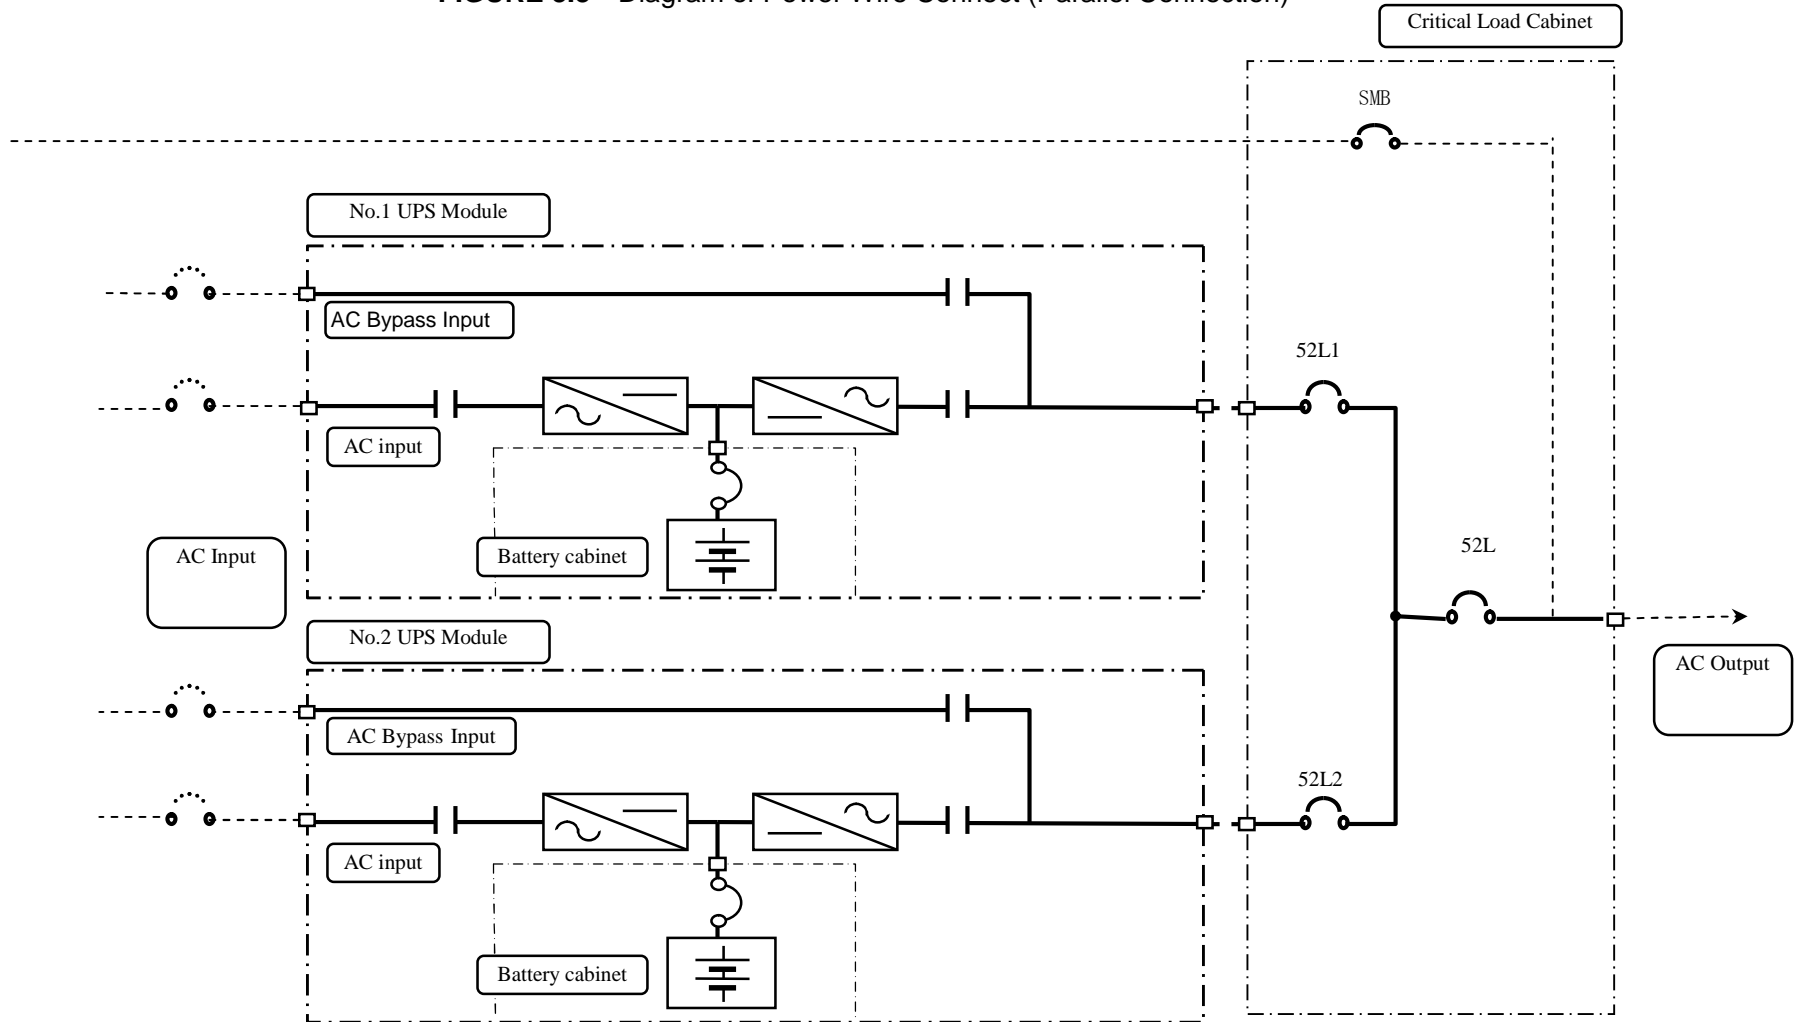 Diagram of Power Wire Connect (Parallel Connection)
Critical Load Cabinet
SMB
No.1 UPS Module
AC Bypass Input
52L1
AC input
Battery cabinet
AC Input
52L
No.2 UPS Module
AC Output
AC Bypass Input
52L2
AC input
Battery cabinet